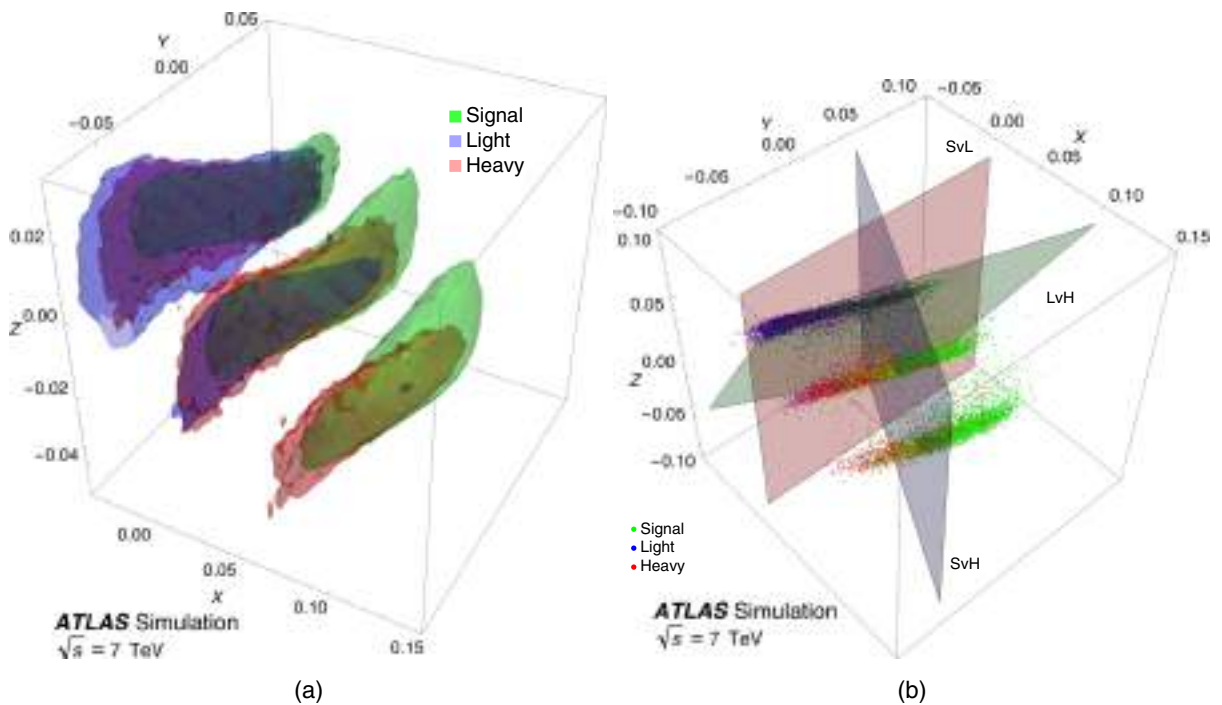 0.05
Y
0.00
−0.05
Signal
Light
Heavy
0.02
0.00
Z
−0.02
−0.04
0.00
0.05
X
0.10
0.15
ATLAS Simulation
√s = 7 TeV
(a)
0.10
−0.05
0.05
0.00
Y
0.00
X
SvL
0.05
−0.05
0.10
−0.10
0.15
0.10
0.05
LvH
0.00
Z
−0.05
−0.10
Signal
Light
Heavy
SvH
ATLAS Simulation
√s = 7 TeV
(b)